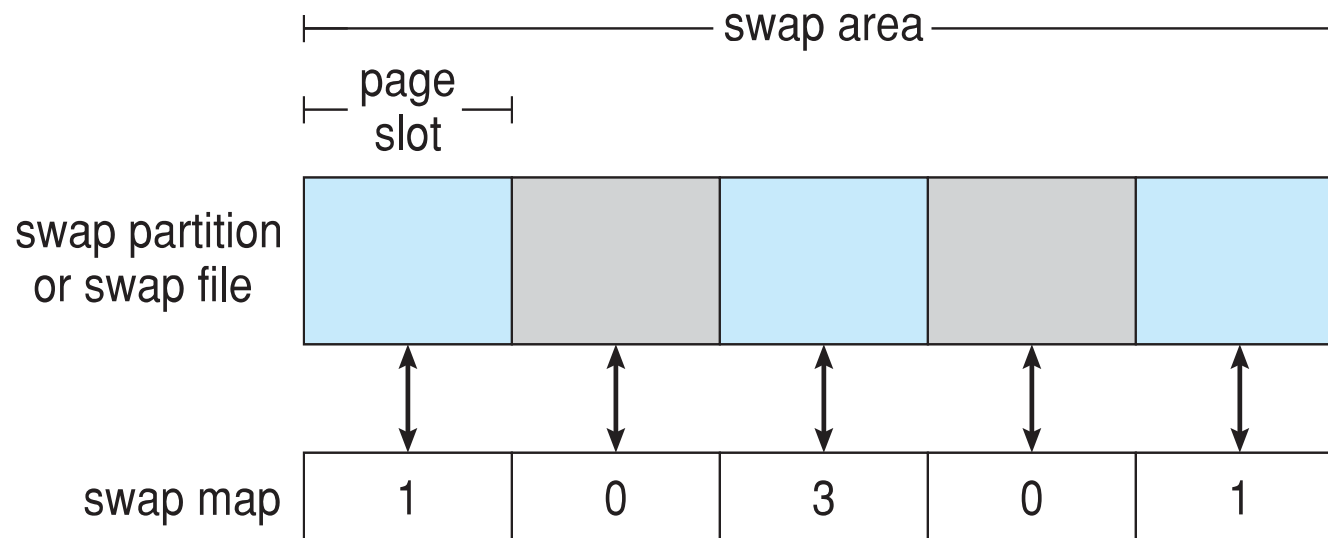 swap area
page
slot
swap partition
or swap file
swap map 1 0 3 0 1